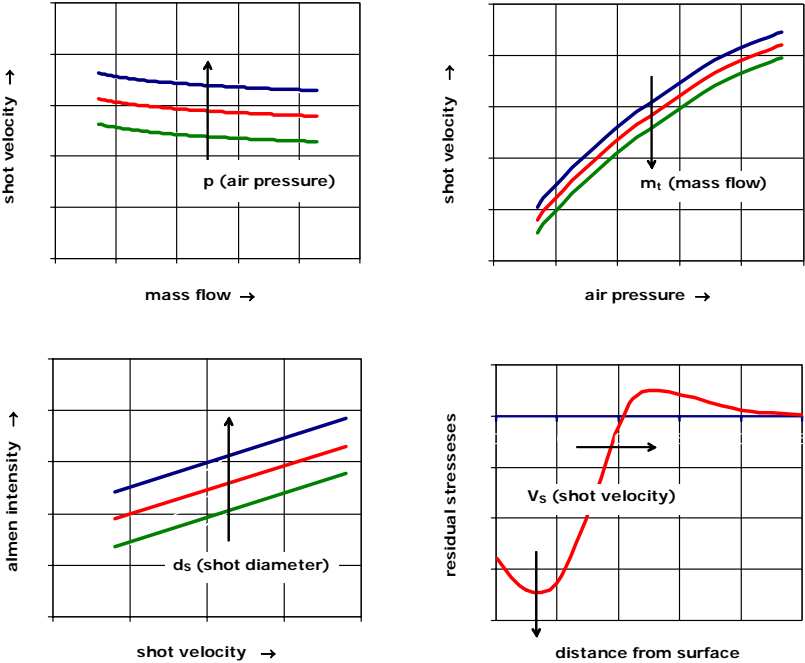 shot velocity →
p (air pressure)
mass flow →
shot velocity →
mt (mass flow)
air pressure →
almen intensity →
dS (shot diameter)
shot velocity →
residual stresseses
VS (shot velocity)
distance from surface